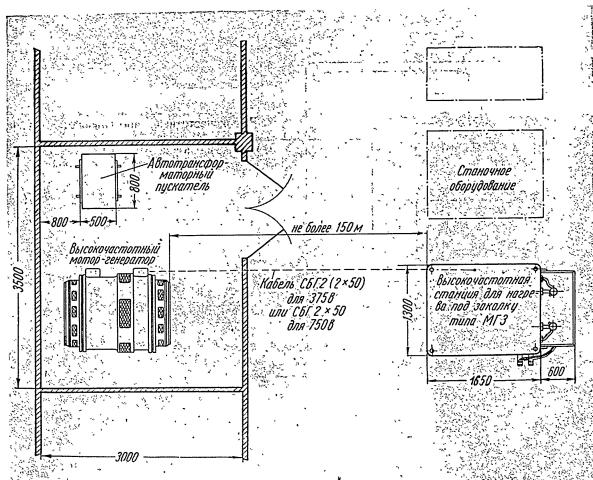 Автотрансфор
маторный
пускатель
800
800
500
3500
Высокочастотный
мотор-генератор
Станочное
оборудование
не более 150 м
Кабель СБГ2 (2×50)
для 375в
или СБГ 2×50
для 750в
Высокочастотная
станция для нагре-
ва под закалку
типа МГЗ
1300
1650
600
3000